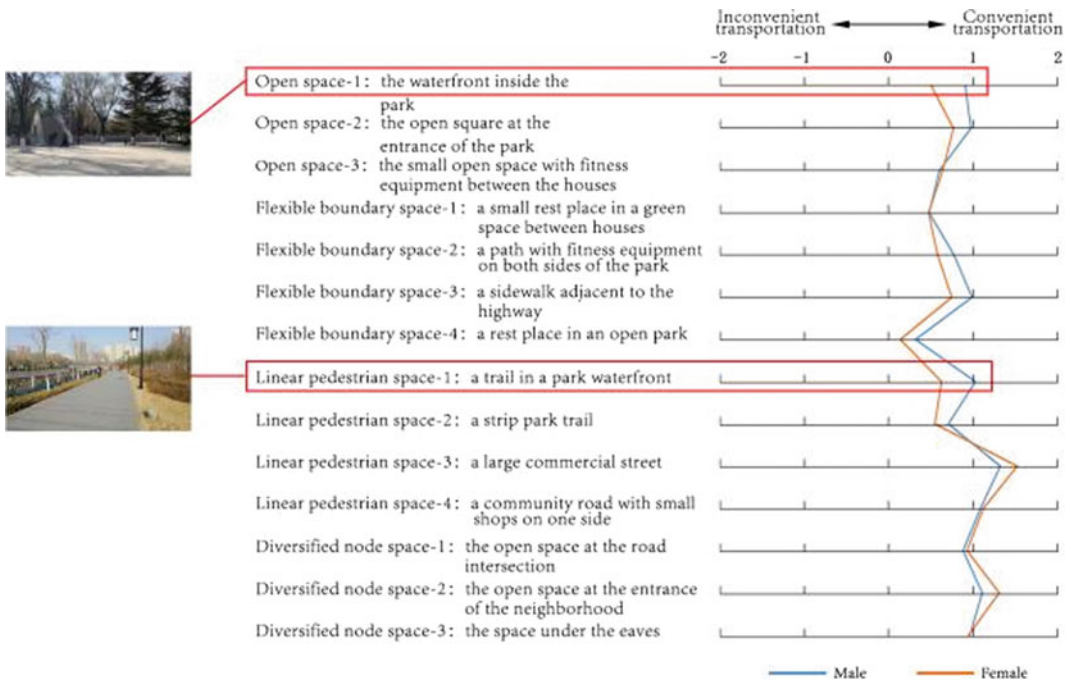 Inconvenient transportation
Convenient transportation
-2 -1 0 1 2
Open space-1: the waterfront inside the
park
Open space-2: the open square at the
entrance of the park
Open space-3: the small open space with fitness
equipment between the houses
Flexible boundary space-1: a small rest place in a green
space between houses
Flexible boundary space-2: a path with fitness equipment
on both sides of the park
Flexible boundary space-3: a sidewalk adjacent to the
highway
Flexible boundary space-4: a rest place in an open park
Linear pedestrian space-1: a trail in a park waterfront
Linear pedestrian space-2: a strip park trail
Linear pedestrian space-3: a large commercial street
Linear pedestrian space-4: a community road with small
shops on one side
Diversified node space-1: the open space at the road
intersection
Diversified node space-2: the open space at the entrance
of the neighborhood
Diversified node space-3: the space under the eaves
Male
Female